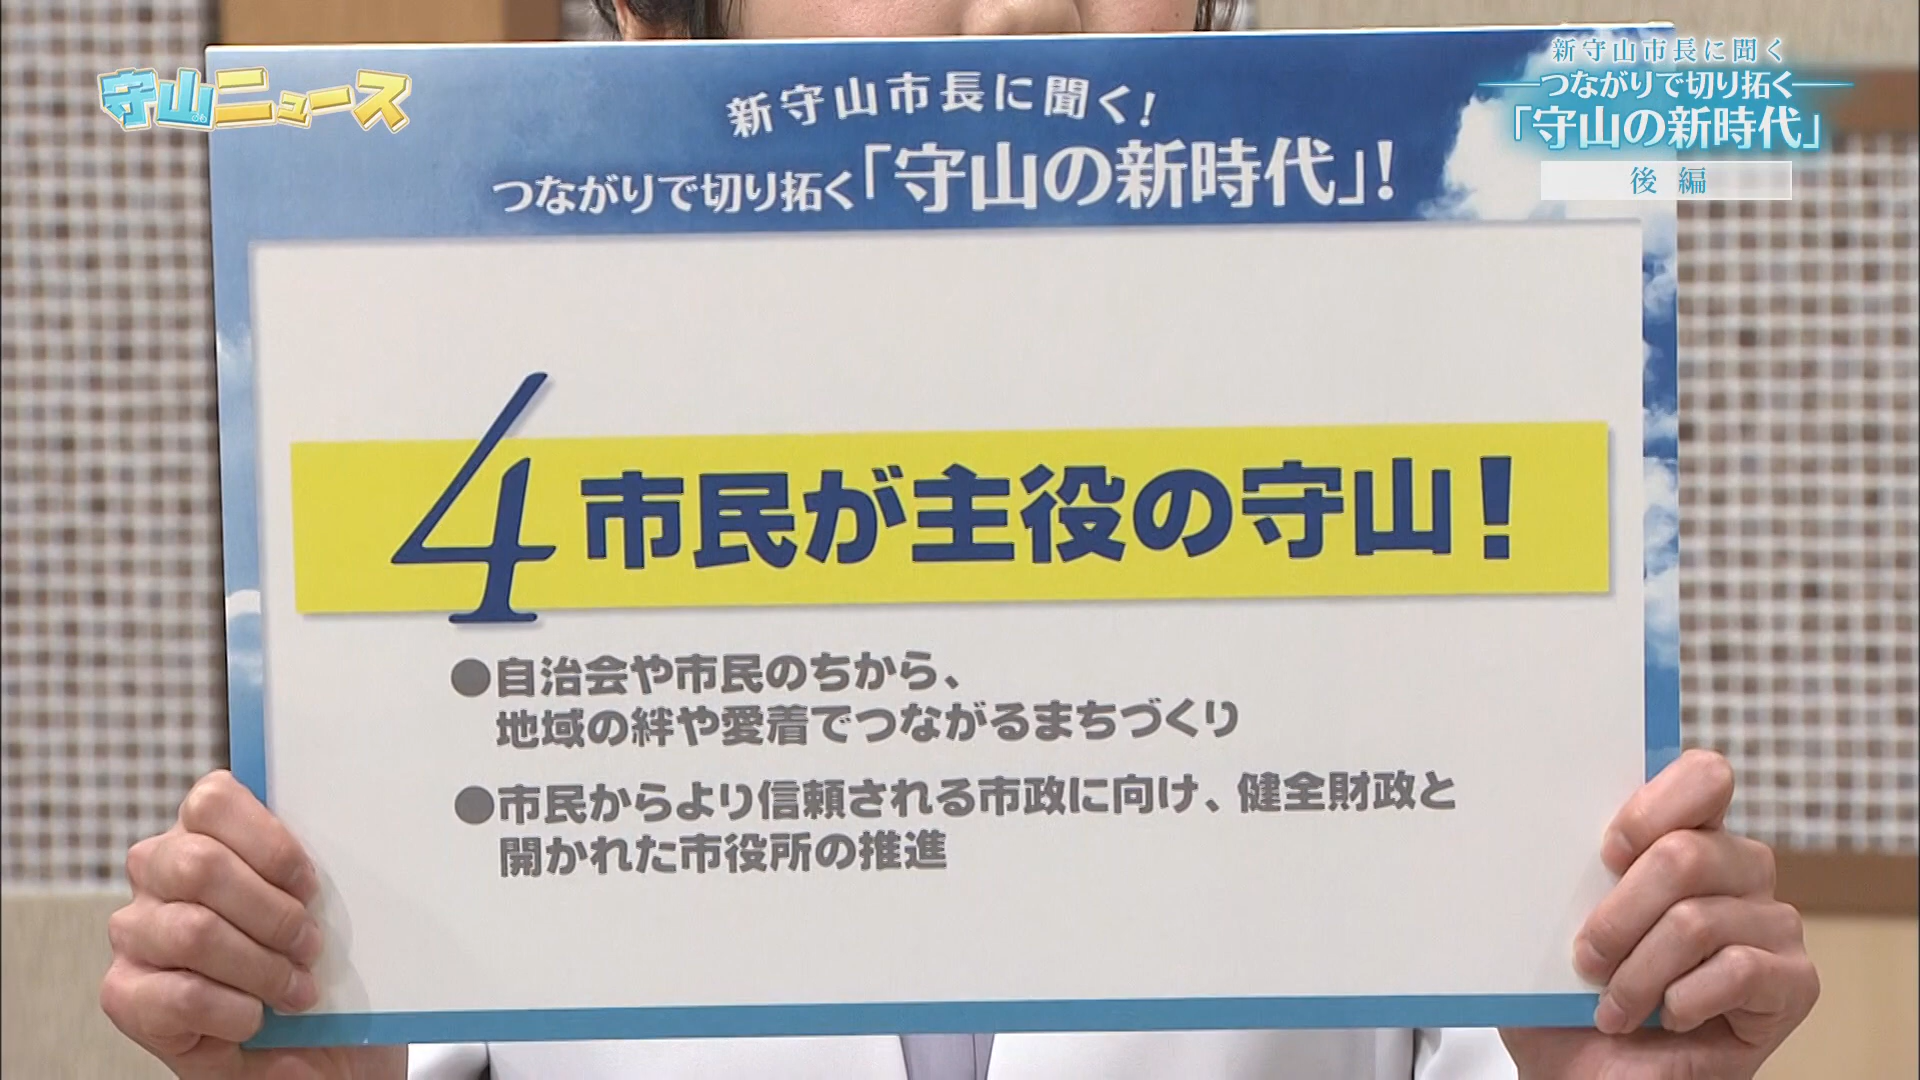 守山ニュース
新守山市長に聞く
つながりで切り拓く
「守山の新時代」
後編
新守山市長に聞く!
つながりで切り拓く「守山の新時代」!
4 市民が主役の守山!
●自治会や市民のちから、
地域の絆や愛着でつながるまちづくり
●市民からより信頼される市政に向け、健全財政と
開かれた市役所の推進